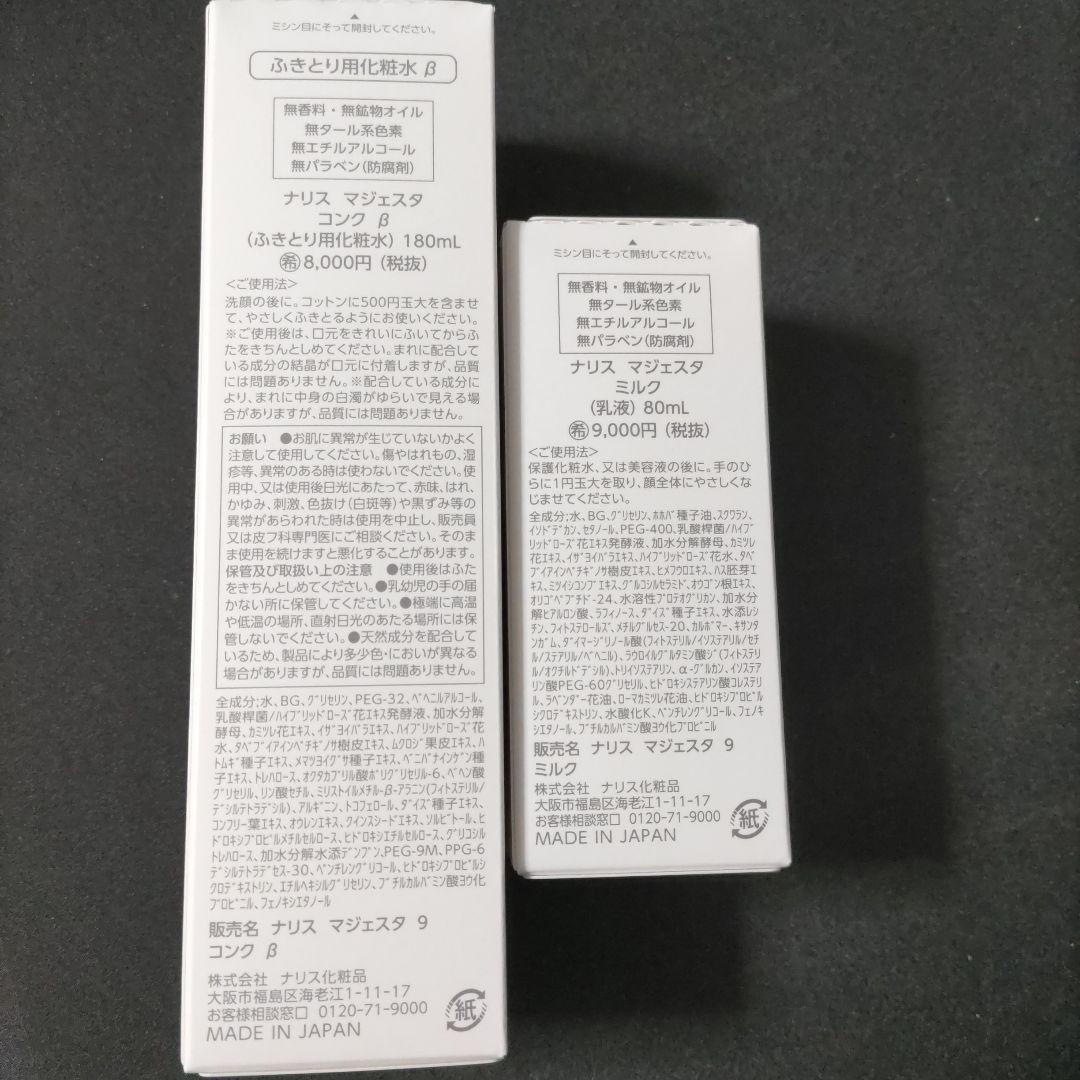 ミシン目にそって開封してください。
ふきとり用化粧水 β
無香料・無鉱物オイル
無タール系色素
無エチルアルコール
無パラベン(防腐剤)
ナリス マジェスタ
コンク β
(ふきとり用化粧水) 180mL
㊒8,000円 (税抜)
<ご使用法>
洗顔の後に。コットンに500円玉大を含ませ
て、やさしくふきとるようにお使いください。
※ご使用後は、口元をきれいにふいてからふ
たをきちんとしめてください。まれに配合して
いる成分の結晶が口元に付着しますが、品質
には問題ありません。※配合している成分に
より、まれに中身の白濁がゆらいで見える場
合がありますが、品質には問題ありません。
お願い ●お肌に異常が生じていないかよく
注意して使用してください。傷やはれもの、湿
疹等、異常のある時は使わないでください。使
用中、又は使用後日光にあたって、赤味、はれ、
かゆみ、刺激、色抜け(白斑等)や黒ずみ等の
異常があらわれた時は使用を中止し、販売員
又は皮フ科専門医にご相談ください。そのまま
ま使用を続けますと悪化することがあります。
保管及び取扱い上の注意 ●使用後はふた
をきちんとしめてください。●乳幼児の手の届
かない所に保管してください。●極端に高温
や低温の場所、直射日光のあたる場所には保
管しないでください。●天然成分を配合して
いるため、製品により多少色・においが異なる
場合がありますが、品質には問題ありません。
全成分;水、BG、グリセリン、PEG-32、ベヘニルアルコール、
乳酸桿菌/ハイブリッドローズ花エキス発酵液、加水分解
酵母、カミツレ花エキス、イザヨイバラエキス、ハイブリッドローズ花
水、タベブイアインペチギノサ樹皮エキス、ムクロジ果皮エキス、ハ
トムギ種子エキス、メマツヨイグサ種子エキス、ベニバナインゲン種
子エキス、トレハロース、オクタカプリル酸ポリグリセリル-6、ベヘン酸
グリセリル、リン酸セチル、ミリストイルメチル-β-アラニン(フィトステリル/
デシルテトラデシル)、アルギニン、トコフェロール、ダイズ種子エキス、
コンフリー葉エキス、オウレンエキス、クインスシードエキス、ソルビトール、ヒ
ドロキシプロピルメチルセルロース、ヒドロキシエチルセルロース、グリコシル
トレハロース、加水分解水添デンプン、PEG-9M、PPG-6
デシルテトラデセス-30、ペンチレングリコール、ヒドロキシプロピルシ
クロデキストリン、エチルヘキシルグリセリン、ブチルカルバミン酸ヨウ化
プロピニル、フェノキシエタノール
販売名 ナリス マジェスタ 9
コンク β
株式会社 ナリス化粧品
大阪市福島区海老江1-11-17
お客様相談窓口 0120-71-9000
MADE IN JAPAN
紙
ミシン目にそって開封してください。
無香料・無鉱物オイル
無タール系色素
無エチルアルコール
無パラベン(防腐剤)
ナリス マジェスタ
ミルク
(乳液) 80mL
9,000円 (税抜)
<ご使用法>
保護化粧水、又は美容液の後に。手のひ
らに1円玉大を取り、顔全体にやさしくな
じませてください。
全成分;水、BG、グリセリン、ホホバ種子油、スクワラン、
イソドデカン、セタノール、PEG-400、乳酸桿菌/ハイブ
リッドローズ花エキス発酵液、加水分解酵母、カミツレ
花エキス、イザヨイバラエキス、ハイブリッドローズ花水、タベ
ブイアインペチギノサ樹皮エキス、ヒメフウロエキス、ハス胚芽エ
キス、ミツイシコンブエキス、グルコシルセラミド、オウゴン根エキス、
オリゴペプチド-24、水溶性プロテオグリカン、加水分
解ヒアルロン酸、ラフィノース、ダイズ種子エキス、水添レシ
チン、フィトステロールズ、メチルグルセス-20、カルボマー、キサンタ
ンガム、ダイマージリノール酸(フィトステリル/イソステアリル/セチ
ル/ステアリル/ベヘニル)、ラウロイルグルタミン酸ジ(フィトステリ
ル/オクチルドデシル)、トリイソステアリン、α-グルカン、イソステア
リン酸PEG-60グリセリル、ヒドロキシステアリン酸コレステリ
ル、ラベンダー花油、ローマカミツレ花油、ヒドロキシプロピル
シクロデキストリン、水酸化K、ペンチレングリコール、フェノキ
シエタノール、ブチルカルバミン酸ヨウ化プロピニル
販売名 ナリス マジェスタ 9
ミルク
株式会社 ナリス化粧品
大阪市福島区海老江1-11-17
お客様相談窓口 0120-71-9000
MADE IN JAPAN
紙